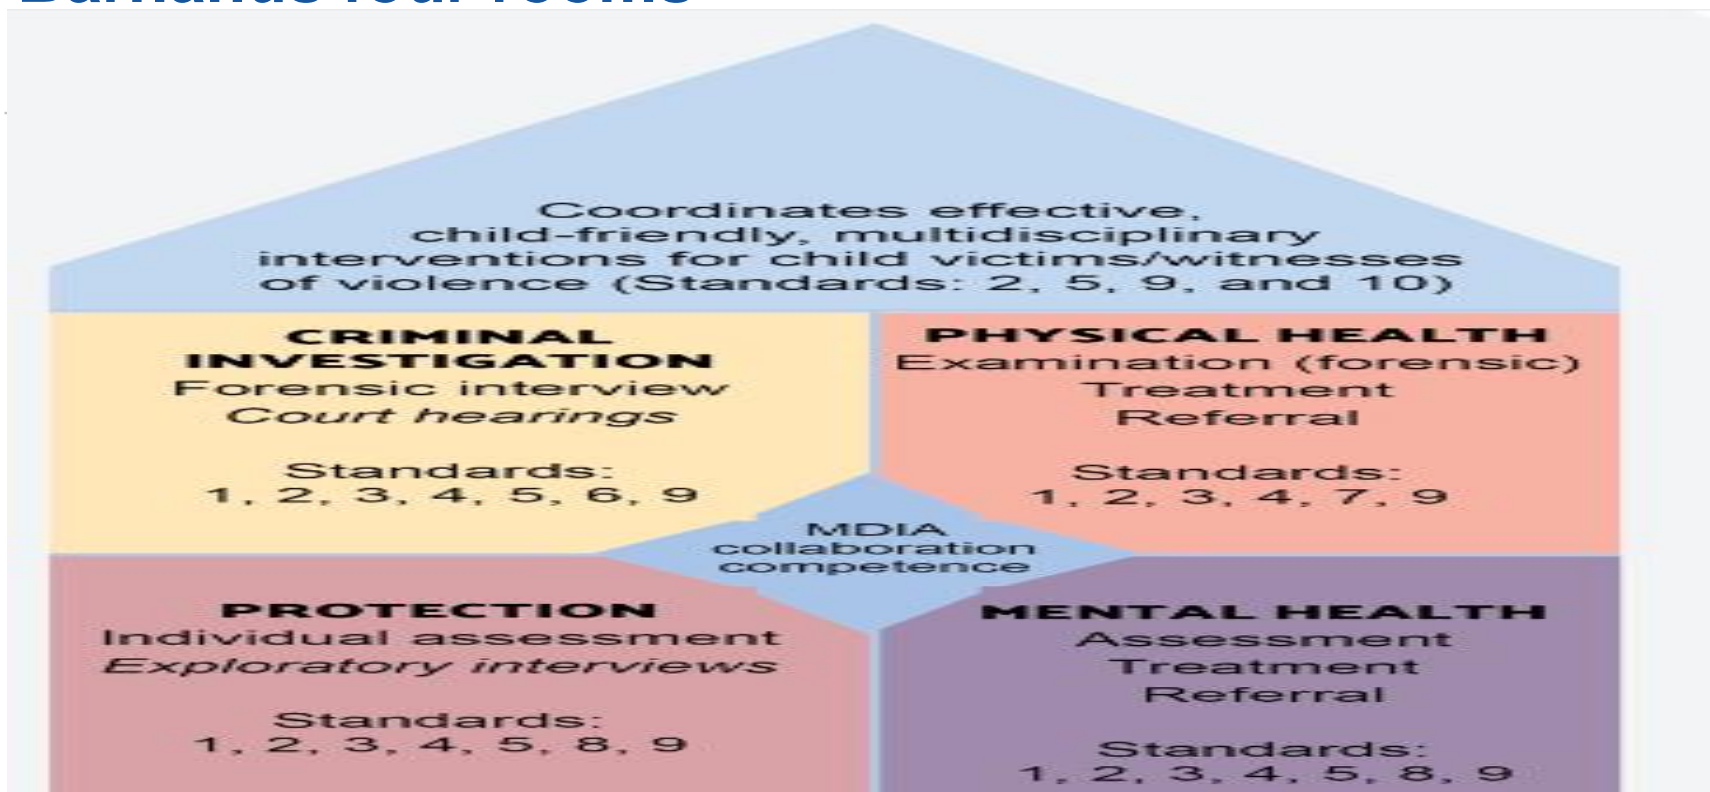 Barnahus four rooms
Coordinates effective,
child-friendly, multidisciplinary
interventions for child victims/witnesses
of violence (Standards: 2, 5, 9, and 10)
CRIMINAL
INVESTIGATION
Forensic interview
Court hearings
Standards:
1, 2, 3, 4, 5, 6, 9
PHYSICAL HEALTH
Examination (forensic)
Treatment
Referral
Standards:
1, 2, 3, 4, 7, 9
MDIA
collaboration
competence
PROTECTION
Individual assessment
Exploratory interviews
Standards:
1, 2, 3, 4, 5, 8, 9
MENTAL HEALTH
Assessment
Treatment
Referral
Standards:
1, 2, 3, 4, 5, 8, 9